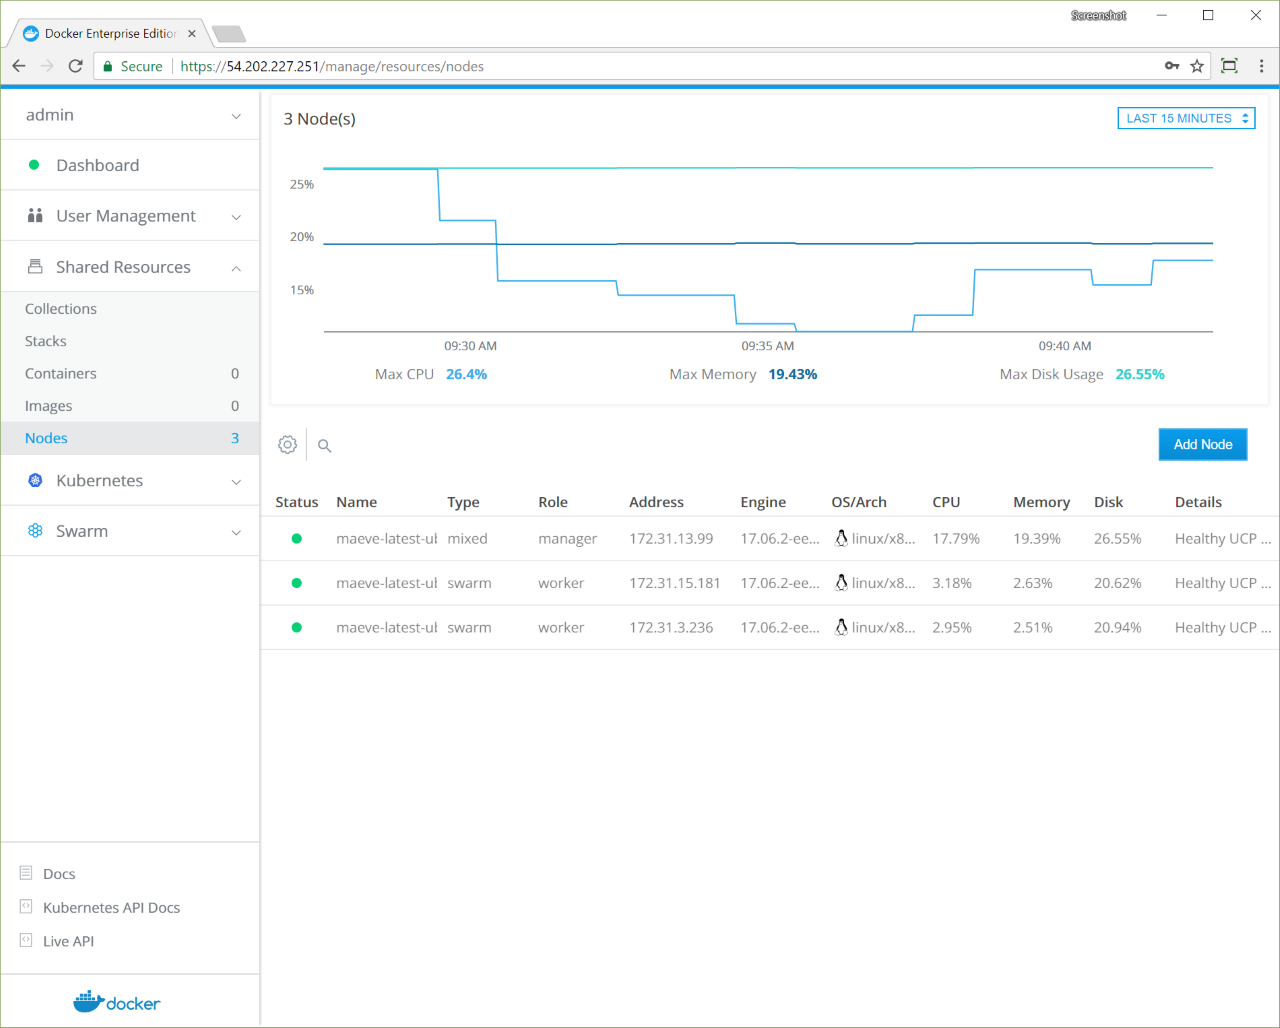 Screenshot
Docker Enterprise Edition
Secure https://54.202.227.251/manage/resources/nodes
admin
Dashboard
User Management
Shared Resources
Collections
Stacks
Containers 0
Images 0
Nodes 3
Kubernetes
Swarm
Docs
Kubernetes API Docs
Live API
docker
3 Node(s)
LAST 15 MINUTES
25%
20%
15%
09:30 AM 09:35 AM 09:40 AM
Max CPU 26.4% Max Memory 19.43% Max Disk Usage 26.55%
Add Node
Status Name Type Role Address Engine OS/Arch CPU Memory Disk Details
maeve-latest-ub mixed manager 172.31.13.99 17.06.2-ee... linux/x8... 17.79% 19.39% 26.55% Healthy UCP ...
maeve-latest-ub swarm worker 172.31.15.181 17.06.2-ee... linux/x8... 3.18% 2.63% 20.62% Healthy UCP ...
maeve-latest-ub swarm worker 172.31.3.236 17.06.2-ee... linux/x8... 2.95% 2.51% 20.94% Healthy UCP ...